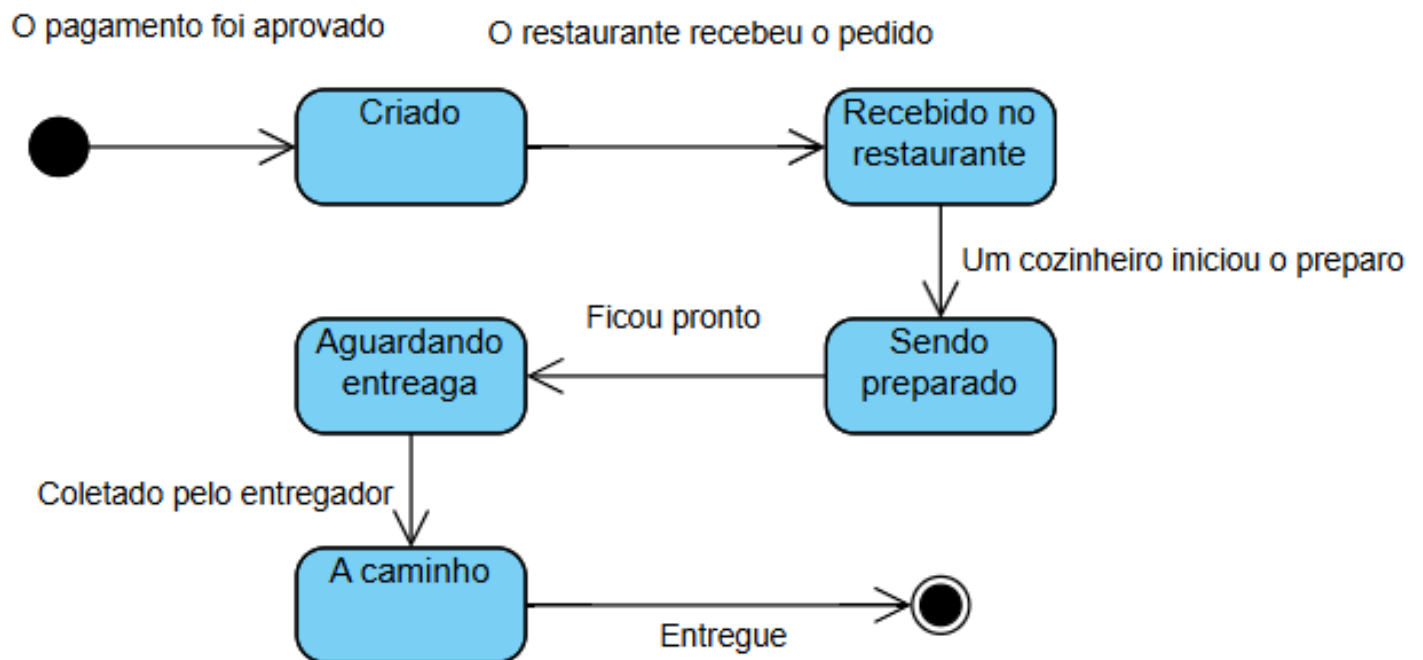 O pagamento foi aprovado
O restaurante recebeu o pedido
Criado
Recebido no
restaurante
Um cozinheiro iniciou o preparo
Ficou pronto
Aguardando
entreaga
Sendo
preparado
Coletado pelo entregador
A caminho
Entregue